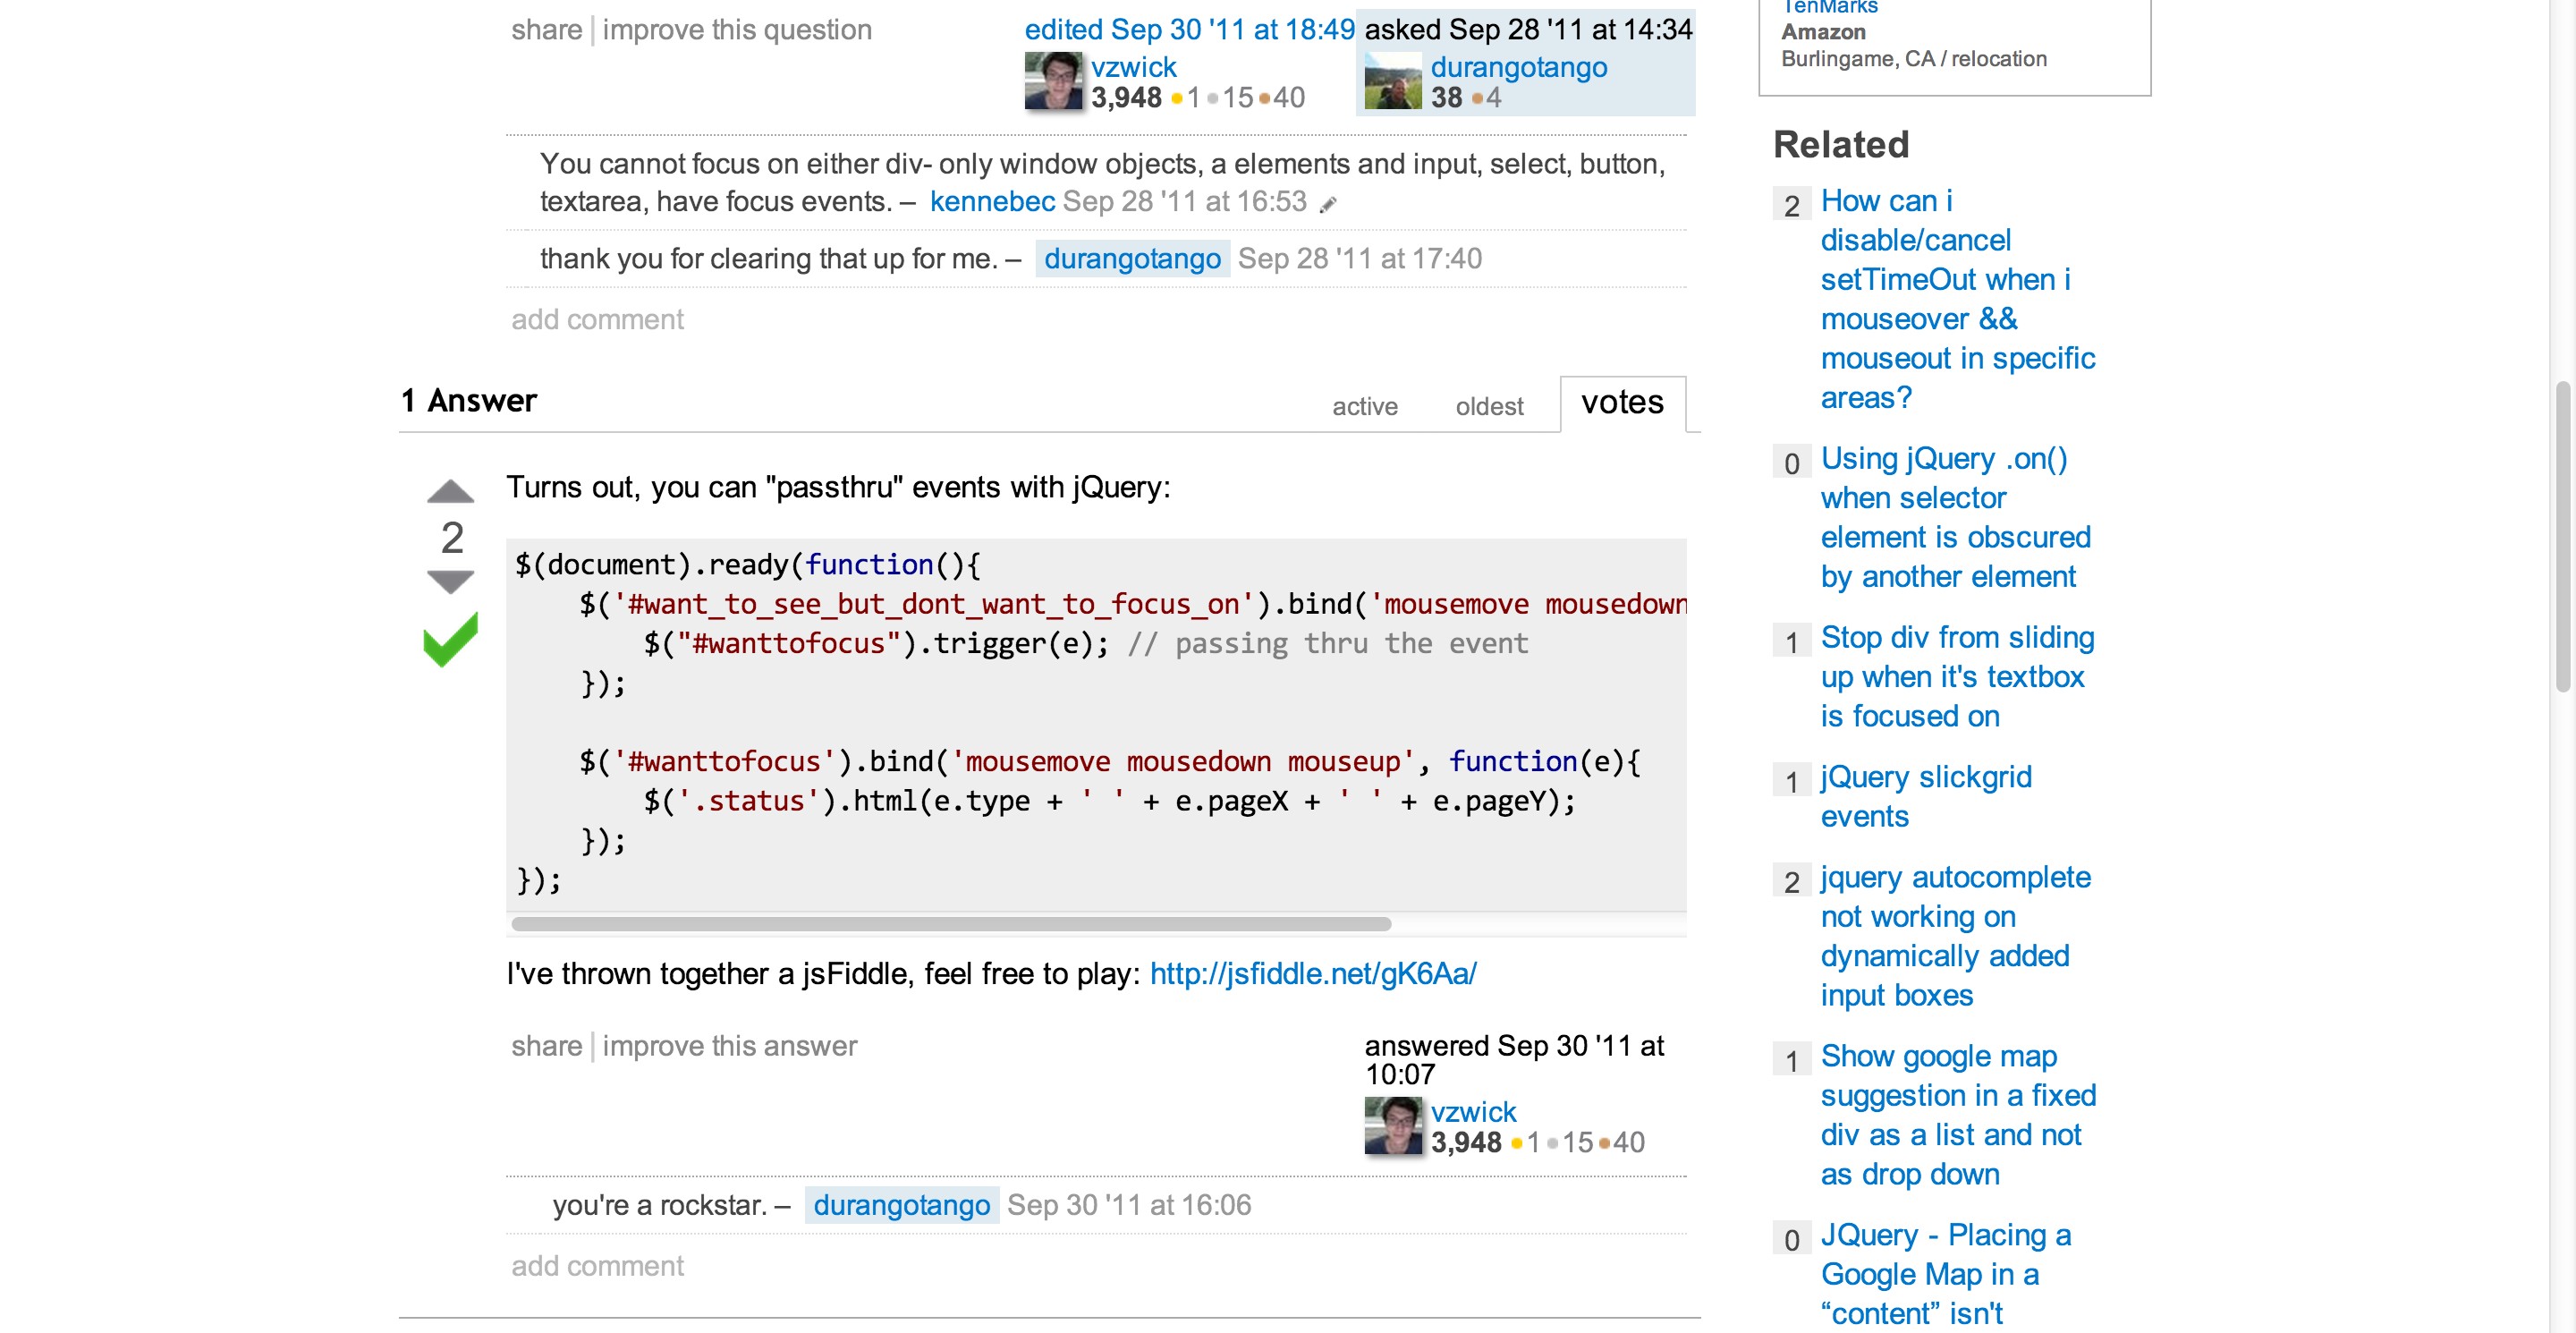 share improve this question
edited Sep 30 '11 at 18:49
vzwick
3,948 1 15 40
asked Sep 28 '11 at 14:34
durangotango
38 4
You cannot focus on either div- only window objects, a elements and input, select, button,
textarea, have focus events. – kennebec Sep 28 '11 at 16:53
thank you for clearing that up for me. – durangotango Sep 28 '11 at 17:40
add comment
1 Answer
active oldest votes
2
Turns out, you can "passthru" events with jQuery:
$(document).ready(function(){
    $('#want_to_see_but_dont_want_to_focus_on').bind('mousemove mousedown
        $("#wanttofocus").trigger(e); // passing thru the event
    });
    $('#wanttofocus').bind('mousemove mousedown mouseup', function(e){
        $('.status').html(e.type + ' ' + e.pageX + ' ' + e.pageY);
    });
});
I've thrown together a jsFiddle, feel free to play: http://jsfiddle.net/gK6Aa/
share improve this answer
answered Sep 30 '11 at
10:07
vzwick
3,948 1 15 40
you're a rockstar. – durangotango Sep 30 '11 at 16:06
add comment
TenMarks
Amazon
Burlingame, CA / relocation
Related
2 How can i
disable/cancel
setTimeOut when i
mouseover &&
mouseout in specific
areas?
0 Using jQuery .on()
when selector
element is obscured
by another element
1 Stop div from sliding
up when it's textbox
is focused on
1 jQuery slickgrid
events
2 jquery autocomplete
not working on
dynamically added
input boxes
1 Show google map
suggestion in a fixed
div as a list and not
as drop down
0 JQuery - Placing a
Google Map in a
“content” isn't